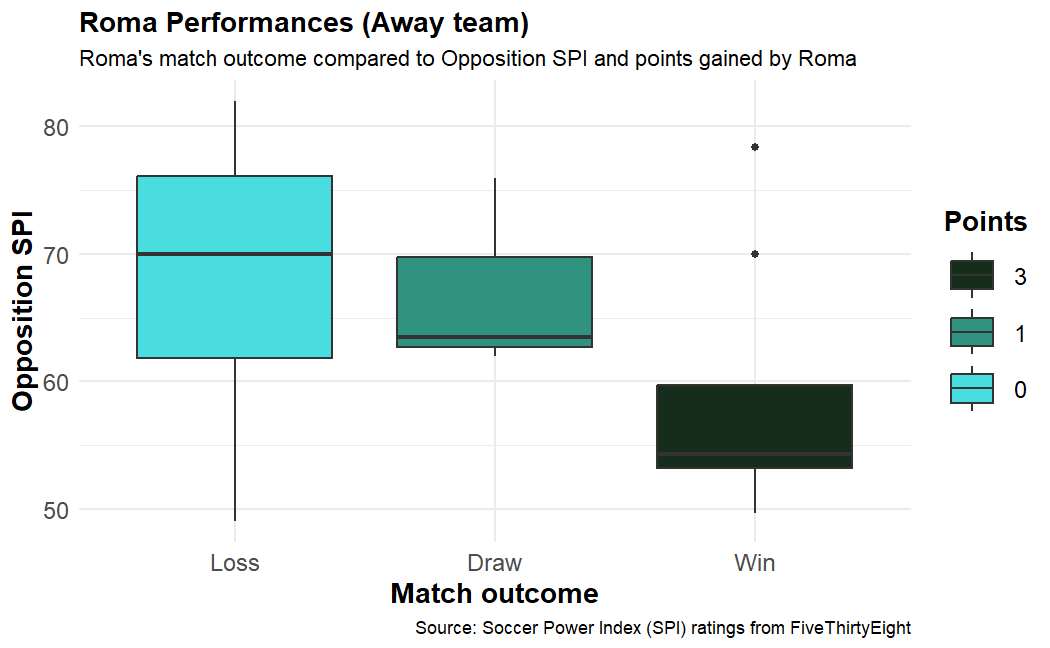 Roma Performances (Away team)
Roma's match outcome compared to Opposition SPI and points gained by Roma
Opposition SPI
80
70
60
50
Loss
Draw
Win
Match outcome
Points
3
1
0
Source: Soccer Power Index (SPI) ratings from FiveThirtyEight